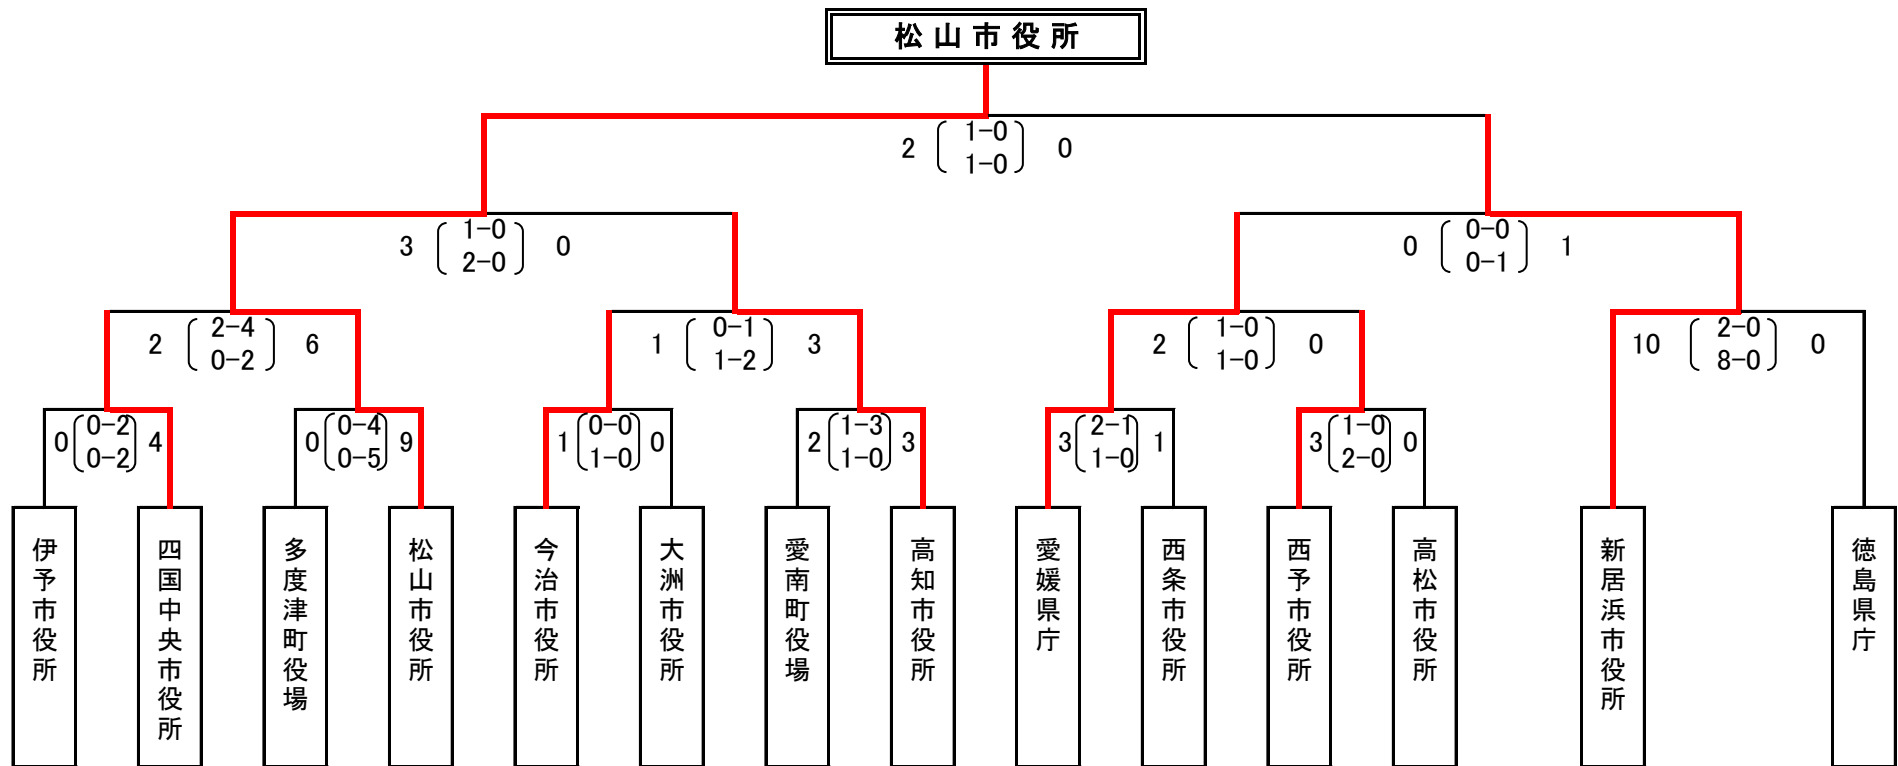 松山市役所
1-0
2 0
1-0
1-0
3 0
2-0
0-0
0 1
0-1
2-4
2 6
0-2
0-1
1 3
1-2
1-0
2 0
1-0
2-0
10 0
8-0
0-2
0 4
0-2
0-4
0 9
0-5
0-0
1 0
1-0
1-3
2 3
1-0
2-1
3 1
1-0
1-0
3 0
2-0
伊予市役所
四国中央市役所
多度津町役場
松山市役所
今治市役所
大洲市役所
愛南町役場
高知市役所
愛媛県庁
西条市役所
西予市役所
高松市役所
新居浜市役所
徳島県庁